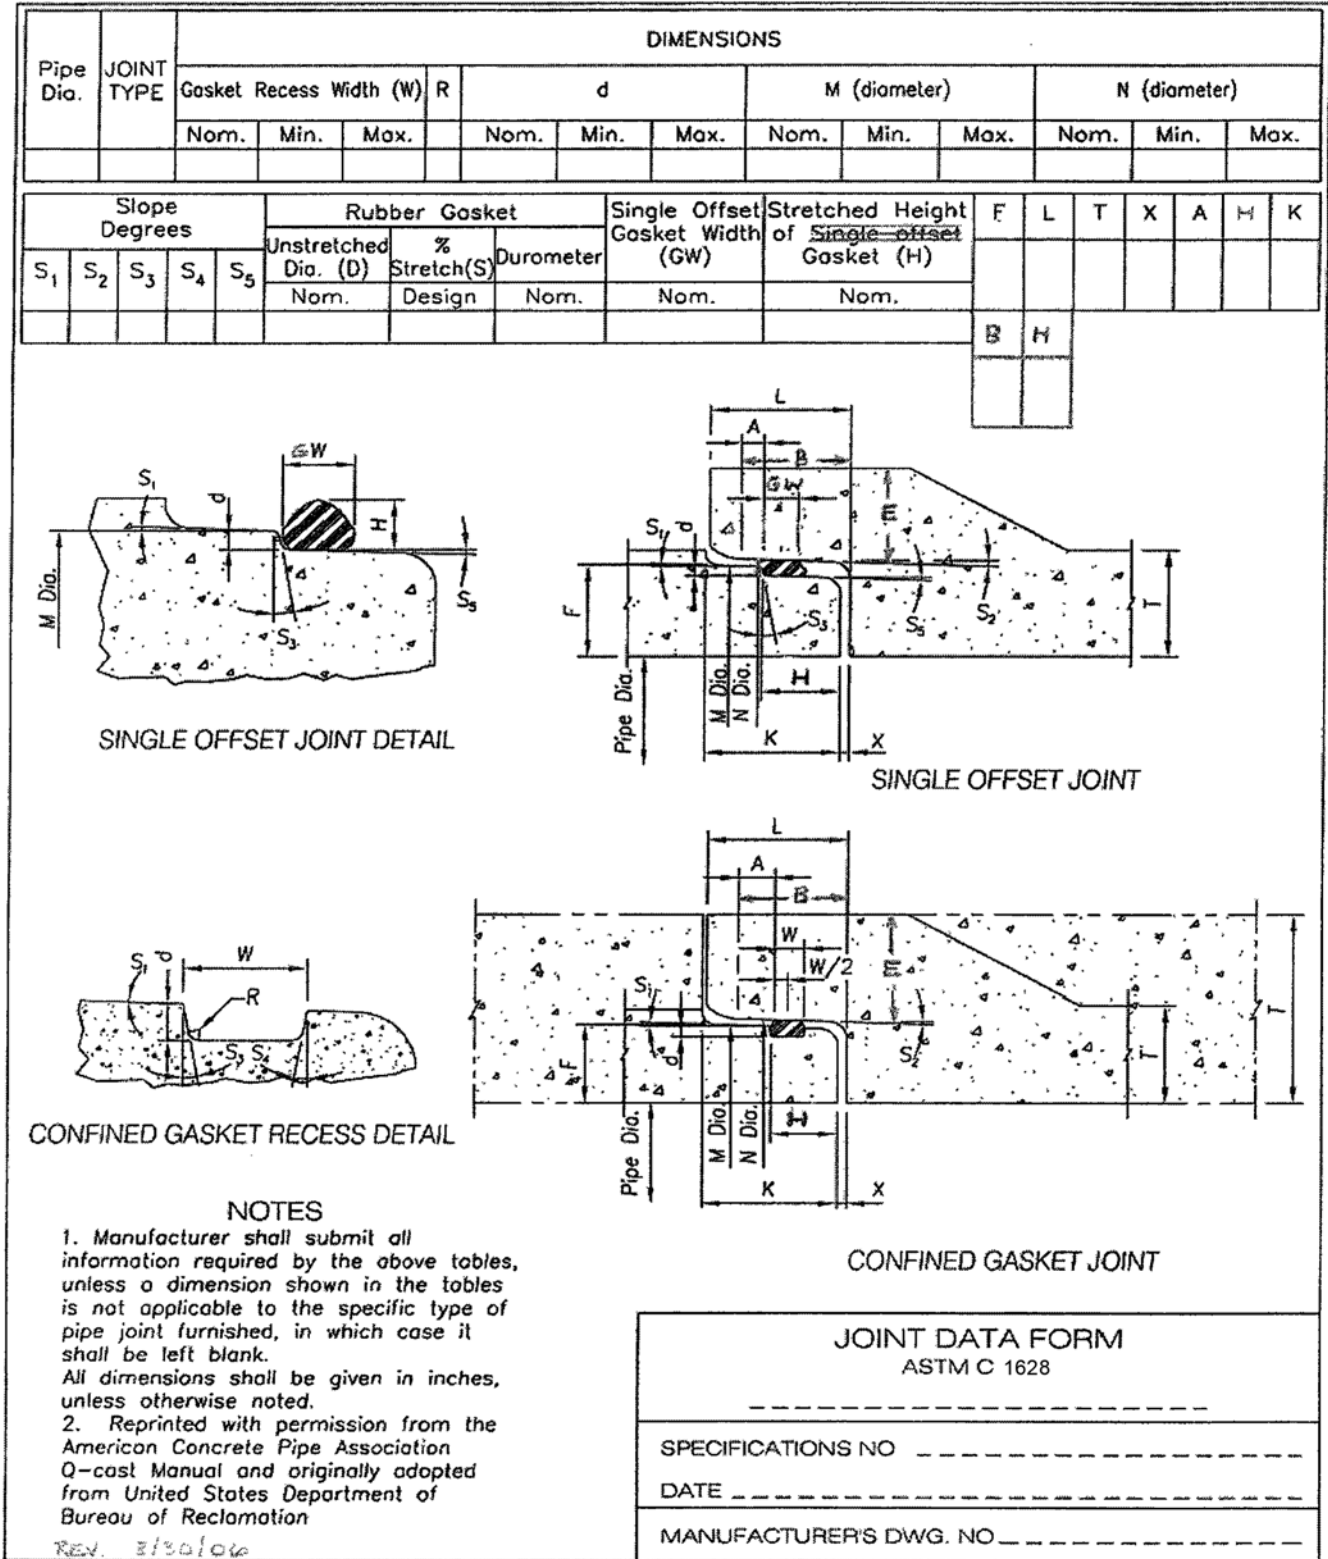 DIMENSIONS
Pipe Dia. JOINT TYPE Gasket Recess Width (W) R d M (diameter) N (diameter)
Nom. Min. Max. Nom. Min. Max. Nom. Min. Max. Nom. Min. Max.
Slope Degrees Rubber Gasket Single Offset Gasket Width (GW) Stretched Height of Single offset Gasket (H) F L T X A H K
S1 S2 S3 S4 S5 Unstretched Dia. (D) % Stretch(S) Durometer
Nom. Design Nom. Nom. Nom.
B H
GW
S1 d H
M Dia.
S3 S5
SINGLE OFFSET JOINT DETAIL
L
A
B
GW
E
S1 d
F S3 S5 S2 T
Pipe Dia. M Dia. N Dia. H
K X
SINGLE OFFSET JOINT
W
S1 d
R
S3 S4
CONFINED GASKET RECESS DETAIL
L
A
B
W
W/2
E
S1
F d S2 T T
Pipe Dia. M Dia. N Dia. H
K X
CONFINED GASKET JOINT
NOTES
1. Manufacturer shall submit all
information required by the above tables,
unless a dimension shown in the tables
is not applicable to the specific type of
pipe joint furnished, in which case it
shall be left blank.
All dimensions shall be given in inches,
unless otherwise noted.
2. Reprinted with permission from the
American Concrete Pipe Association
Q-cast Manual and originally adopted
from United States Department of
Bureau of Reclamation
REV. 3/30/06
JOINT DATA FORM
ASTM C 1628
SPECIFICATIONS NO
DATE
MANUFACTURER'S DWG. NO